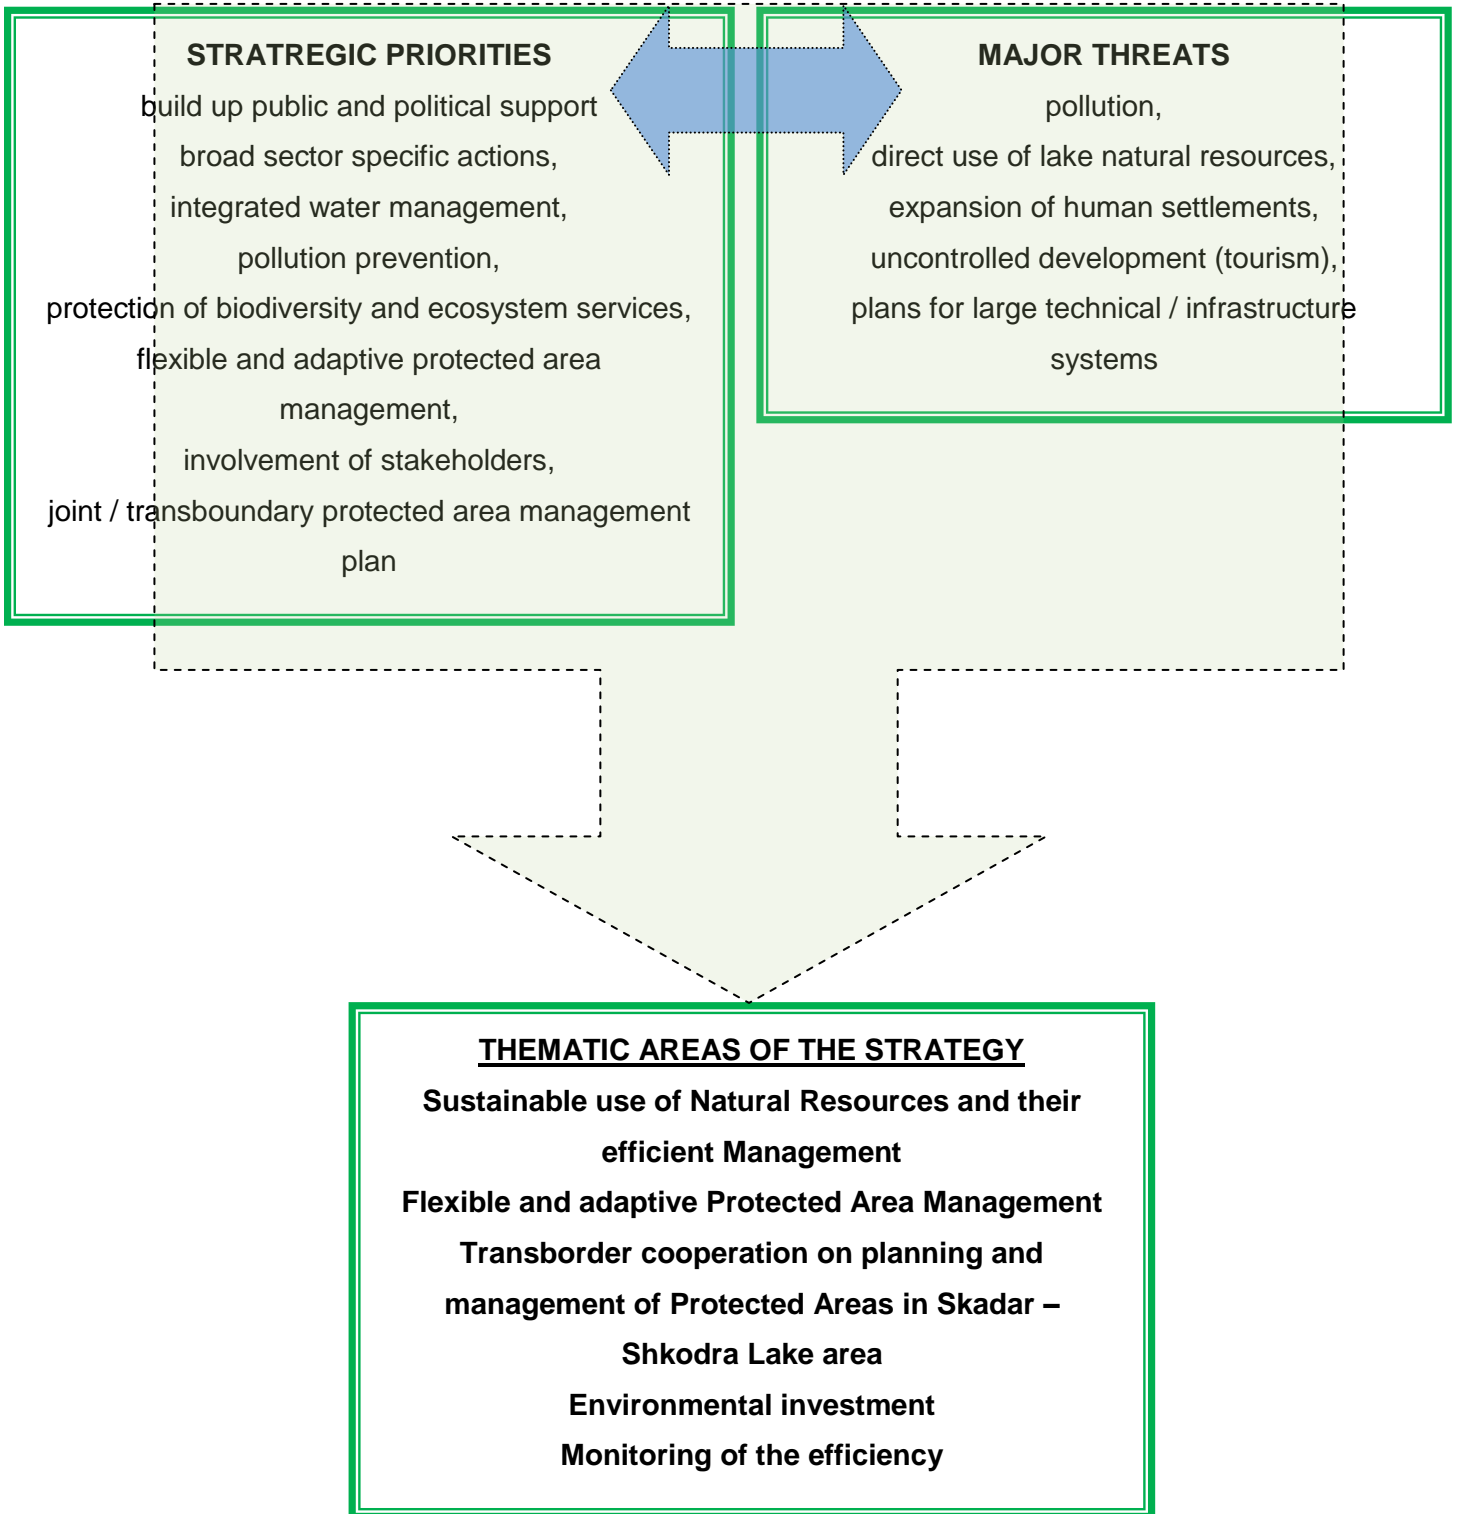 STRATREGIC PRIORITIES
build up public and political support
broad sector specific actions,
integrated water management,
pollution prevention,
protection of biodiversity and ecosystem services,
flexible and adaptive protected area
management,
involvement of stakeholders,
joint / transboundary protected area management
plan
MAJOR THREATS
pollution,
direct use of lake natural resources,
expansion of human settlements,
uncontrolled development (tourism),
plans for large technical / infrastructure
systems
THEMATIC AREAS OF THE STRATEGY
Sustainable use of Natural Resources and their
efficient Management
Flexible and adaptive Protected Area Management
Transborder cooperation on planning and
management of Protected Areas in Skadar –
Shkodra Lake area
Environmental investment
Monitoring of the efficiency